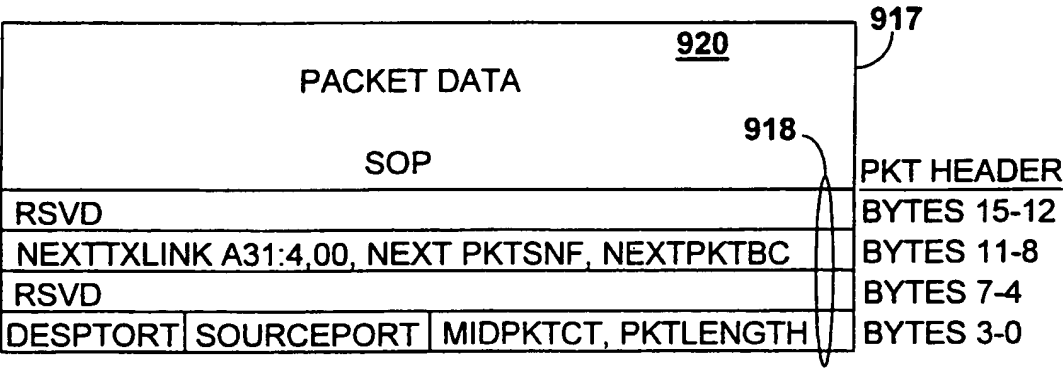 917
920
PACKET DATA
918
SOP
PKT HEADER
RSVD BYTES 15-12
NEXTTXLINK A31:4,00, NEXT PKTSNF, NEXTPKTBC BYTES 11-8
RSVD BYTES 7-4
DESPTORT SOURCEPORT MIDPKTCT, PKTLENGTH BYTES 3-0